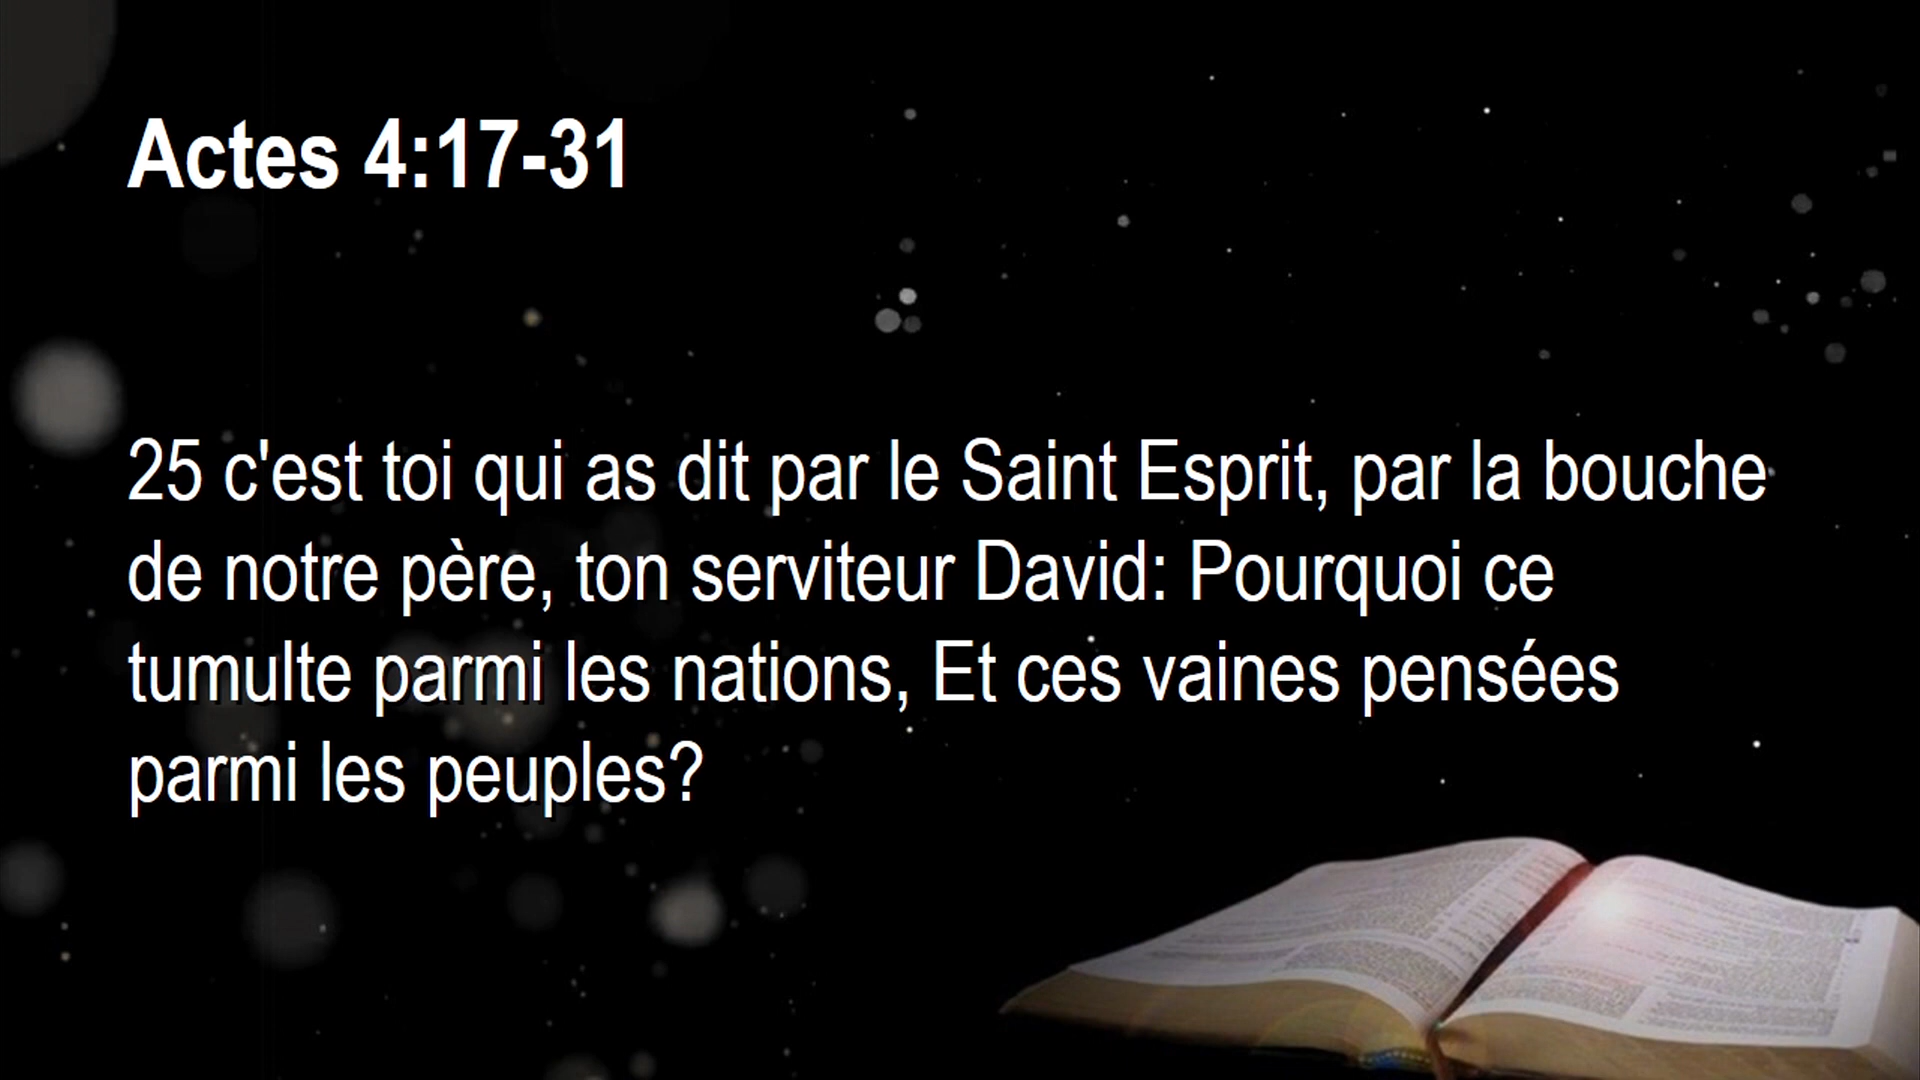 Actes 4:17-31
25 c'est toi qui as dit par le Saint Esprit, par la bouche
de notre père, ton serviteur David: Pourquoi ce
tumulte parmi les nations, Et ces vaines pensées
parmi les peuples?